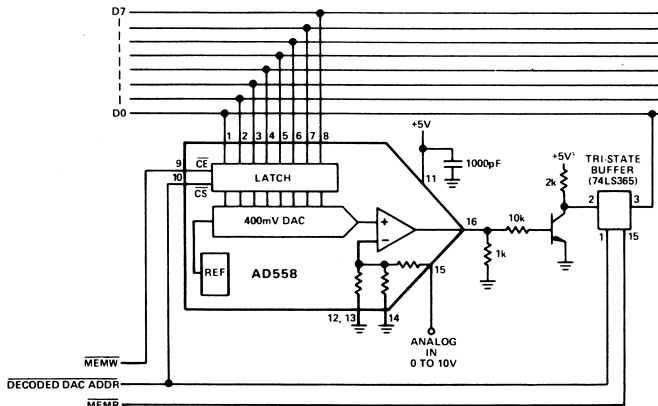 D7
D0
1 2 3 4 5 6 7 8
+5V
1000pF
11
9
CE
10
CS
LATCH
+5V
TRI-STATE
BUFFER
(74LS365)
2k
2
3
1
15
400mV DAC
+
−
16
10k
1k
REF
AD558
15
12, 13
14
ANALOG
IN
0 TO 10V
MEMW
DECODED DAC ADDR
MEMR